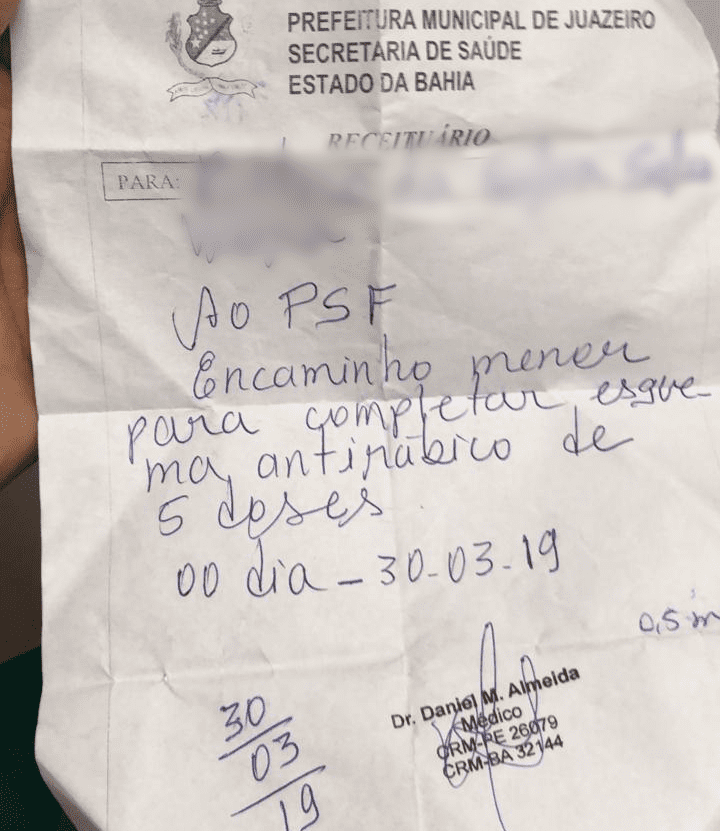 PREFEITURA MUNICIPAL DE JUAZEIRO
SECRETARIA DE SAÚDE
ESTADO DA BAHIA
RECEITUÁRIO
PARA:
Ao PSF
Encaminho menor
para completar esque-
ma antirrábico de
5 doses
00 dia - 30-03-19
0,5 m
Dr. Daniel M. Almeida
Médico
CRM-PE 26079
CRM-BA 32144
30
03
19